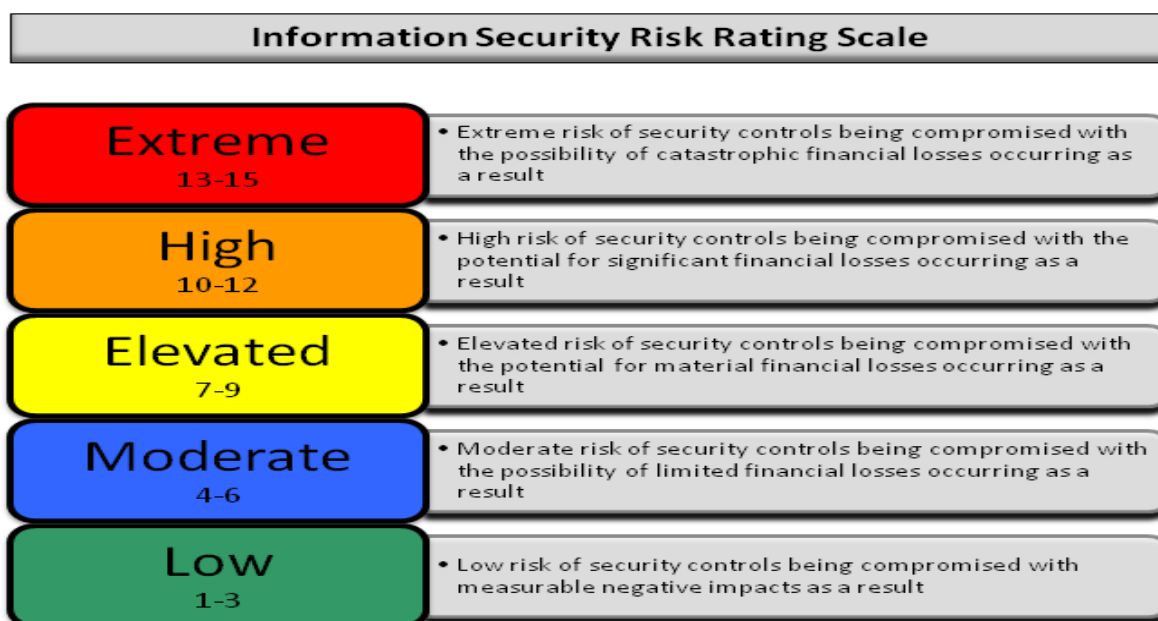 Information Security Risk Rating Scale
Extreme
13-15
• Extreme risk of security controls being compromised with
the possibility of catastrophic financial losses occurring as
a result
High
10-12
• High risk of security controls being compromised with the
potential for significant financial losses occurring as a
result
Elevated
7-9
• Elevated risk of security controls being compromised with
the potential for material financial losses occurring as a
result
Moderate
4-6
• Moderate risk of security controls being compromised with
the possibility of limited financial losses occurring as a
result
Low
1-3
• Low risk of security controls being compromised with
measurable negative impacts as a result